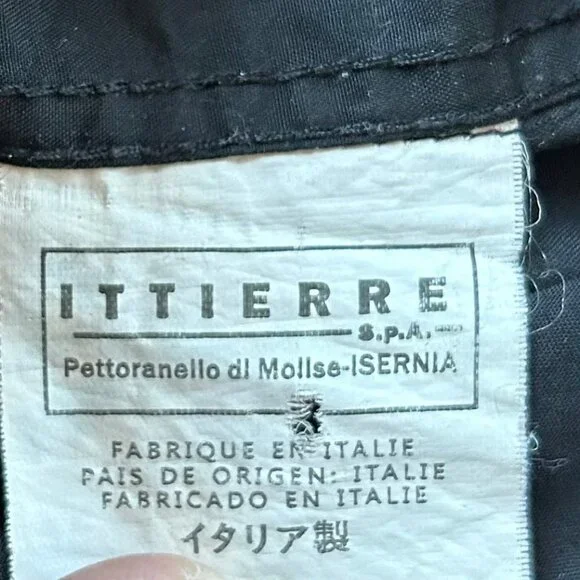 ITTIERRE
S.p.A.
Pettoranello di Molise-ISERNIA
FABRIQUE EN ITALIE
PAIS DE ORIGEN: ITALIE
FABRICADO EN ITALIE
イタリア製